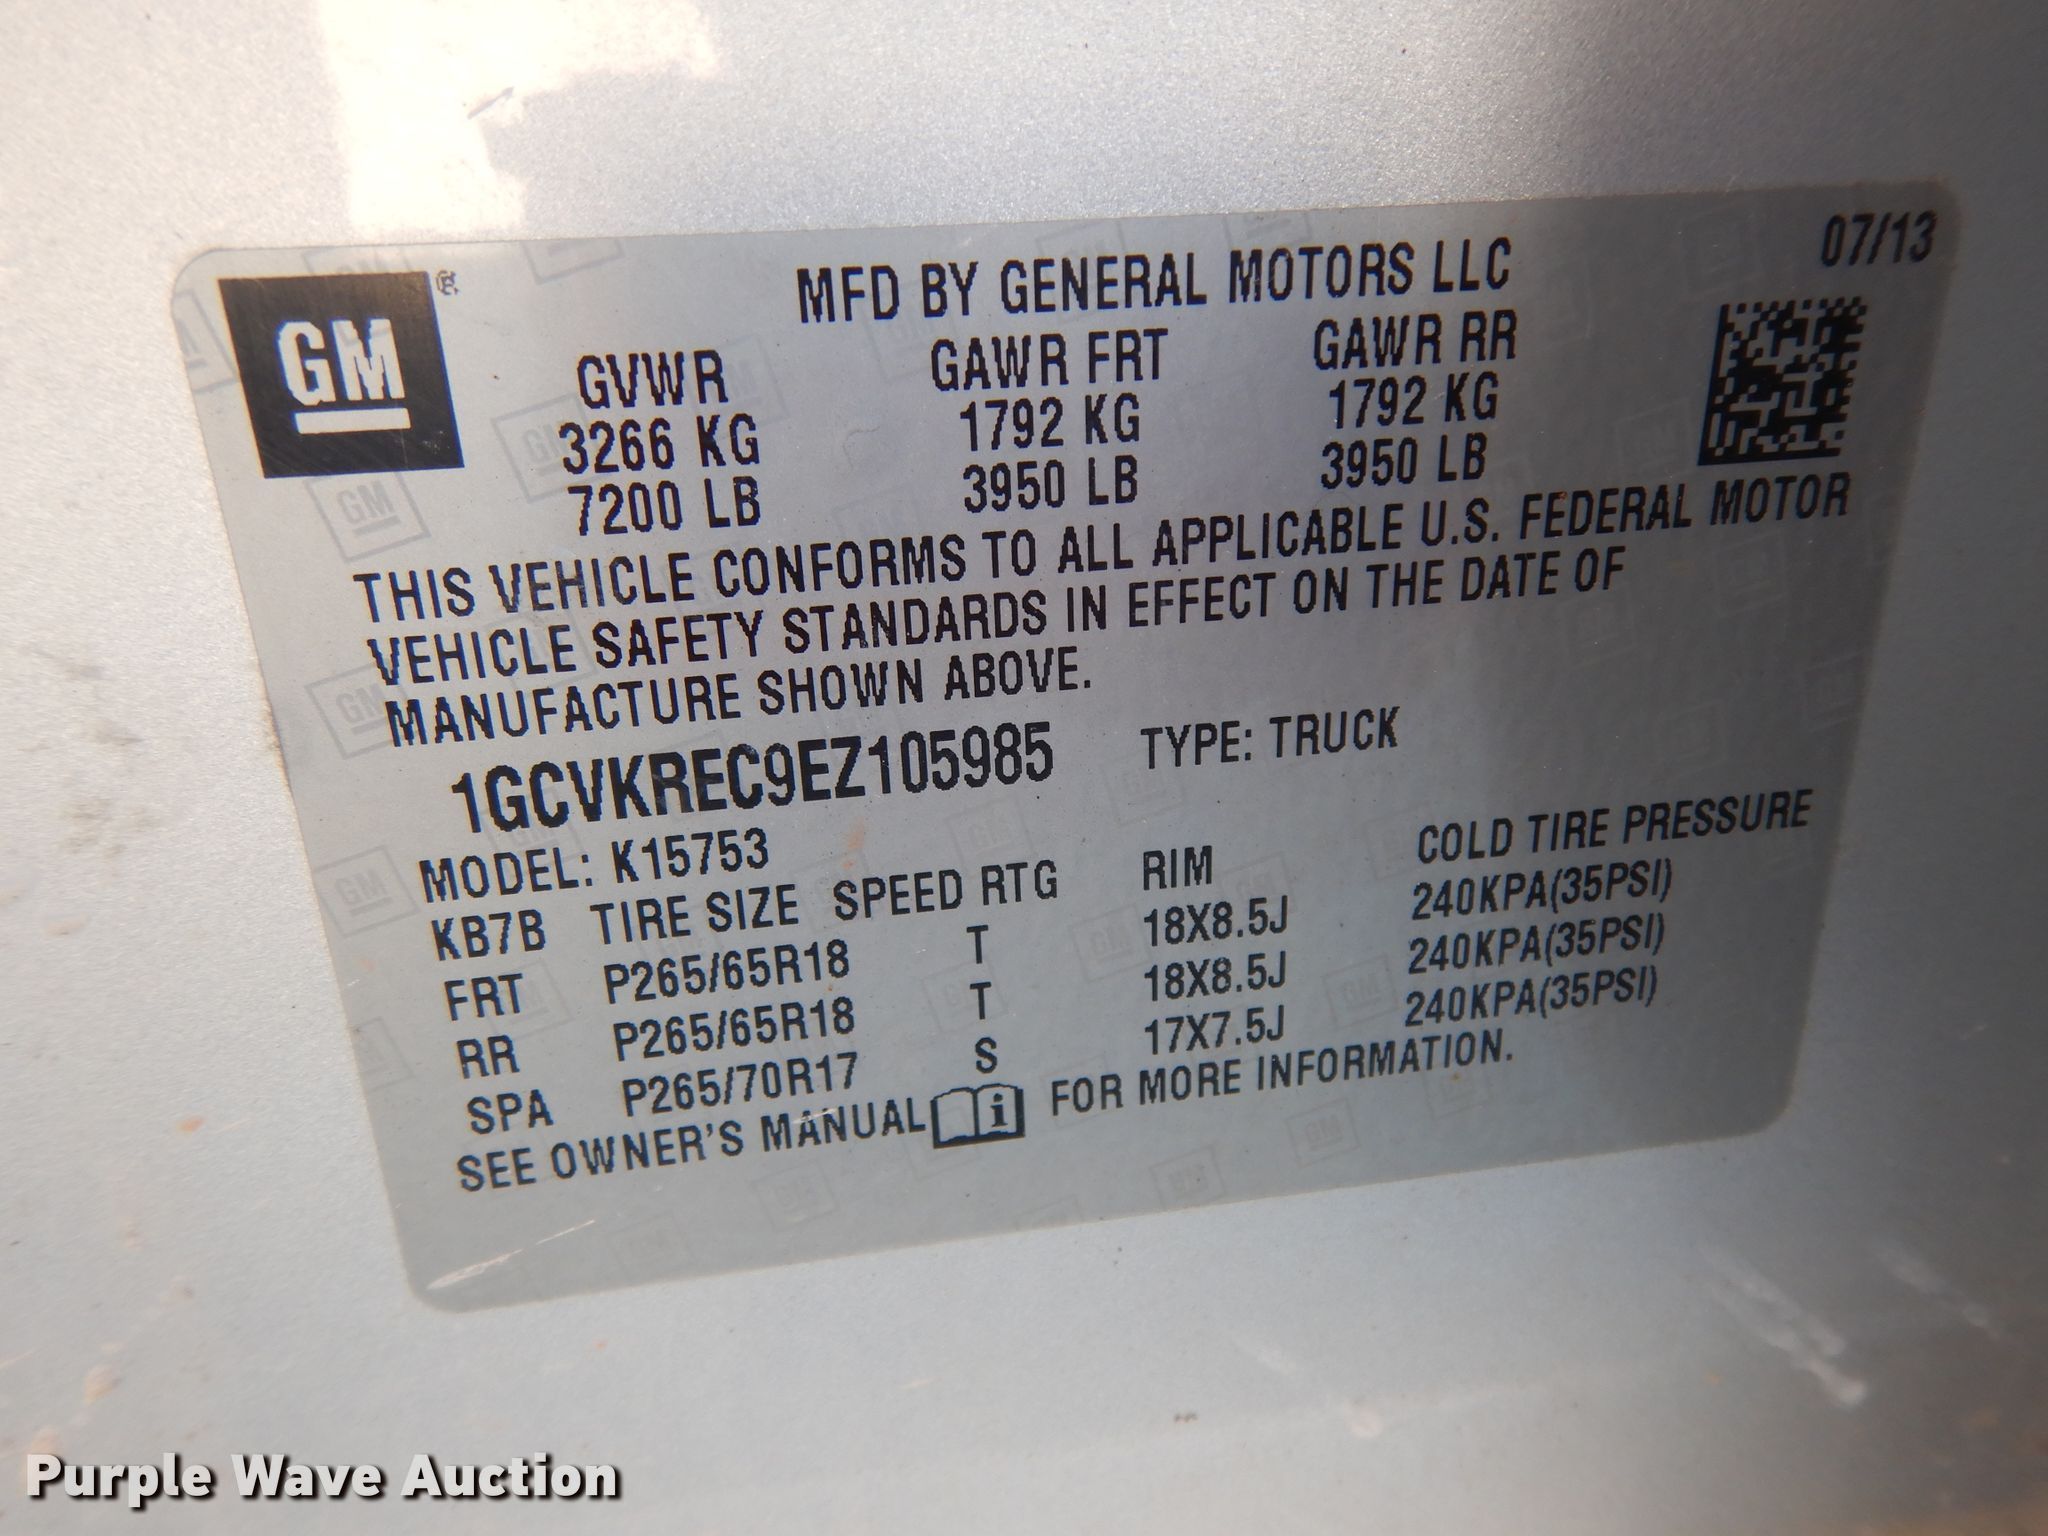 07/13
GM
MFD BY GENERAL MOTORS LLC
GVWR GAWR FRT GAWR RR
3266 KG 1792 KG 1792 KG
7200 LB 3950 LB 3950 LB
THIS VEHICLE CONFORMS TO ALL APPLICABLE U.S. FEDERAL MOTOR
VEHICLE SAFETY STANDARDS IN EFFECT ON THE DATE OF
MANUFACTURE SHOWN ABOVE.
1GCVKREC9EZ105985 TYPE: TRUCK
MODEL: K15753
KB7B TIRE SIZE SPEED RTG RIM COLD TIRE PRESSURE
FRT P265/65R18 T 18X8.5J 240KPA(35PSI)
RR P265/65R18 T 18X8.5J 240KPA(35PSI)
SPA P265/70R17 S 17X7.5J 240KPA(35PSI)
SEE OWNER'S MANUAL i FOR MORE INFORMATION.
Purple Wave Auction